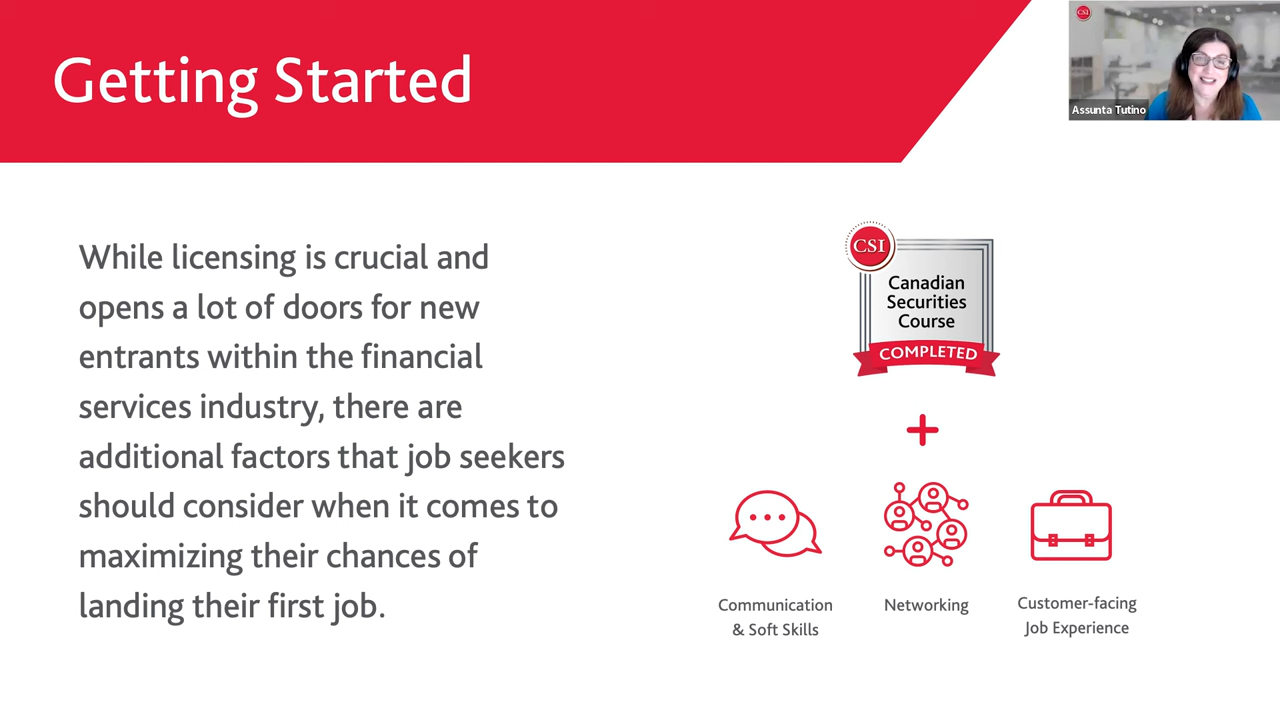 Getting Started
CSI
Assunta Tutino
While licensing is crucial and
opens a lot of doors for new
entrants within the financial
services industry, there are
additional factors that job seekers
should consider when it comes to
maximizing their chances of
landing their first job.
CSI
Canadian
Securities
Course
COMPLETED
+
Communication
& Soft Skills
Networking
Customer-facing
Job Experience